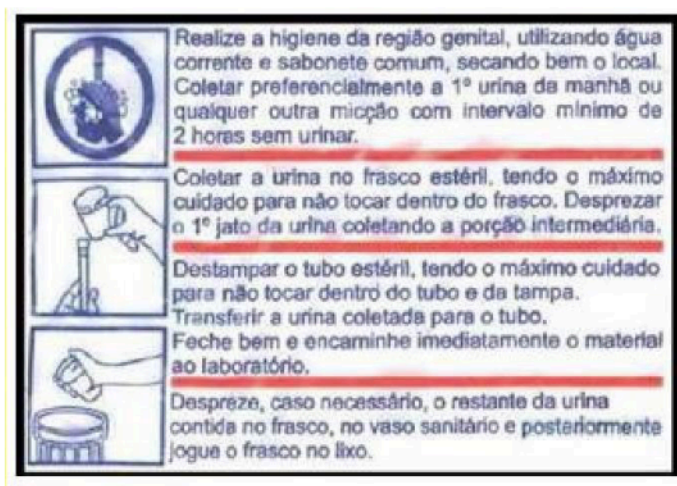 Realize a higiene da região genital, utilizando água
corrente e sabonete comum, secando bem o local.
Coletar preferencialmente a 1º urina da manhã ou
qualquer outra micção com intervalo mínimo de
2 horas sem urinar.
Coletar a urina no frasco estéril, tendo o máximo
cuidado para não tocar dentro do frasco. Desprezar
o 1º jato da urina coletando a porção intermediária.
Destampar o tubo estéril, tendo o máximo cuidado
para não tocar dentro do tubo e da tampa.
Transferir a urina coletada para o tubo.
Feche bem e encaminhe imediatamente o material
ao laboratório.
Despreze, caso necessário, o restante da urina
contida no frasco, no vaso sanitário e posteriormente
jogue o frasco no lixo.